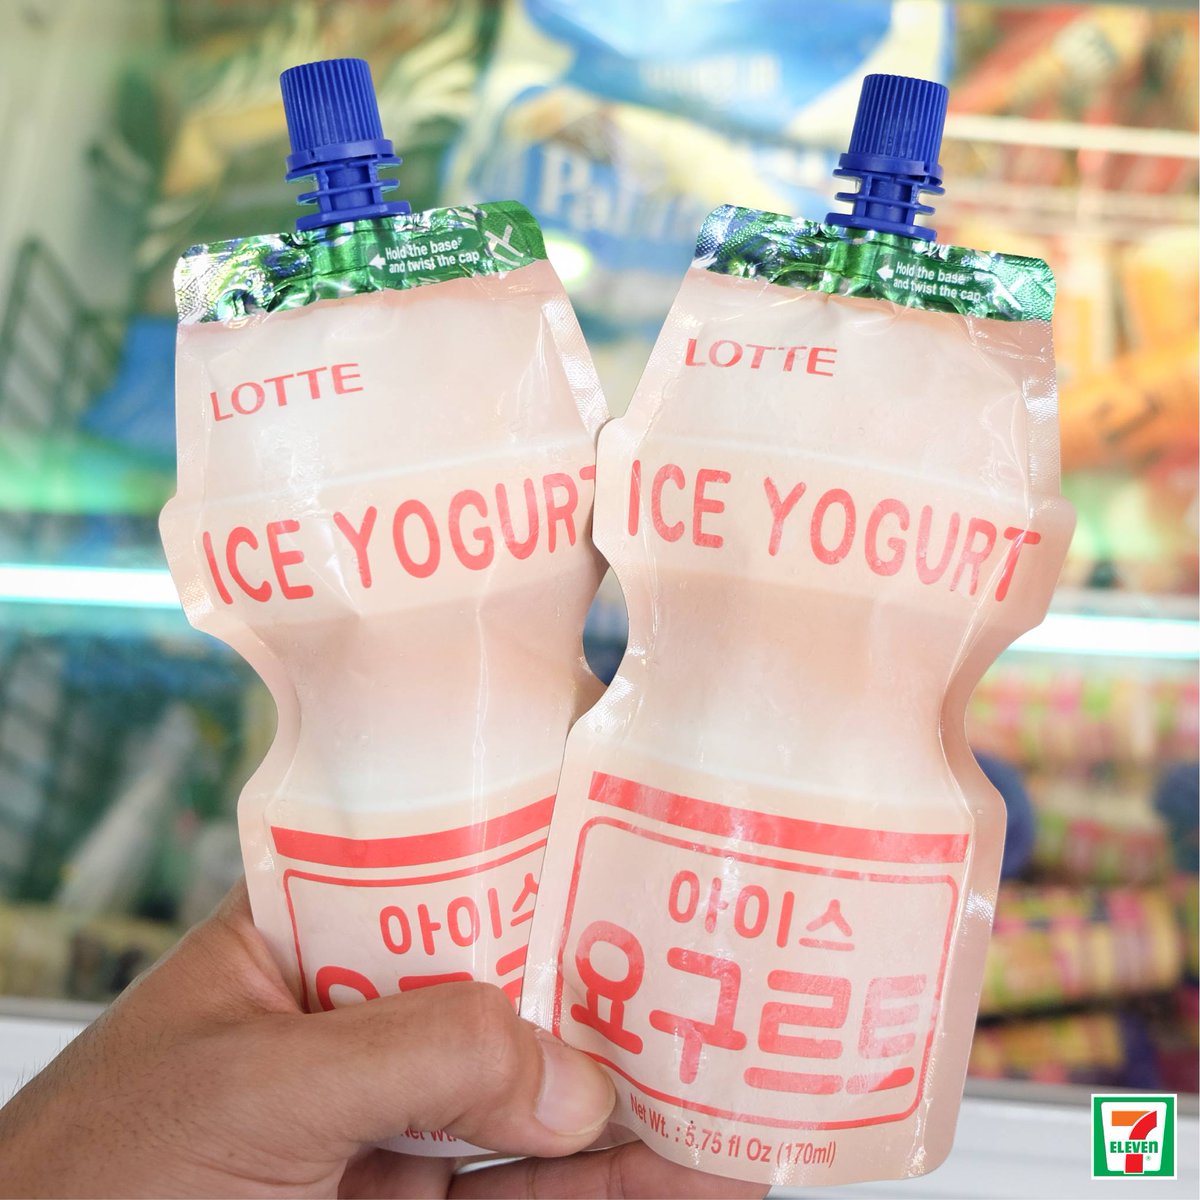 Hold the base
and twist the cap
LOTTE
ICE YOGURT
아이스
Hold the base
and twist the cap
LOTTE
ICE YOGURT
아이스
요구르트
Net Wt. : 5.75 fl Oz (170ml)
Net Wt.
7
ELEVEN